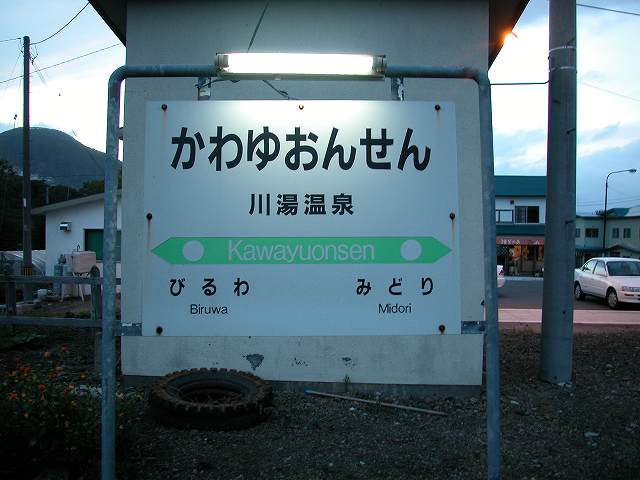 かわゆおんせん
川湯温泉
Kawayuonsen
びるわ みどり
Biruwa Midori